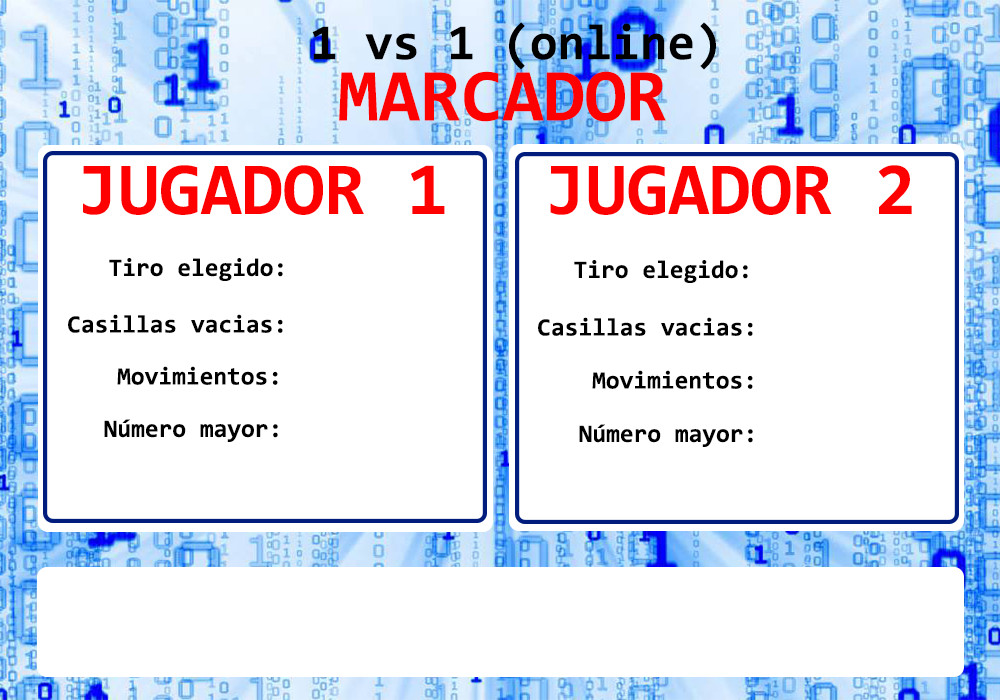 1 vs 1 (online)
MARCADOR
JUGADOR 1
Tiro elegido:
Casillas vacias:
Movimientos:
Número mayor:
JUGADOR 2
Tiro elegido:
Casillas vacias:
Movimientos:
Número mayor: